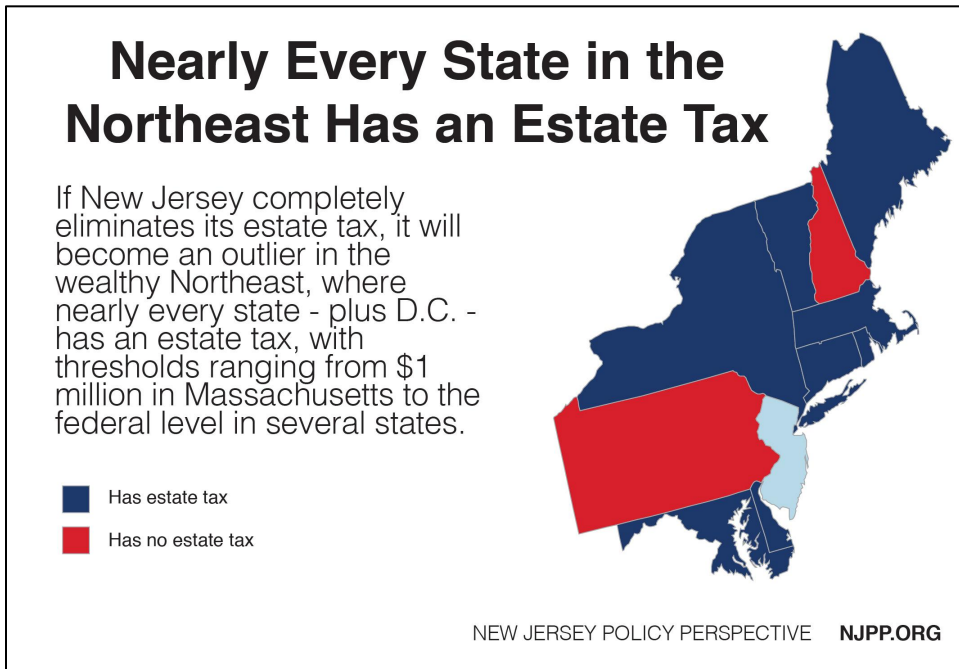 Nearly Every State in the
Northeast Has an Estate Tax
If New Jersey completely
eliminates its estate tax, it will
become an outlier in the
wealthy Northeast, where
nearly every state - plus D.C. -
has an estate tax, with
thresholds ranging from $1
million in Massachusetts to the
federal level in several states.
Has estate tax
Has no estate tax
NEW JERSEY POLICY PERSPECTIVE NJPP.ORG